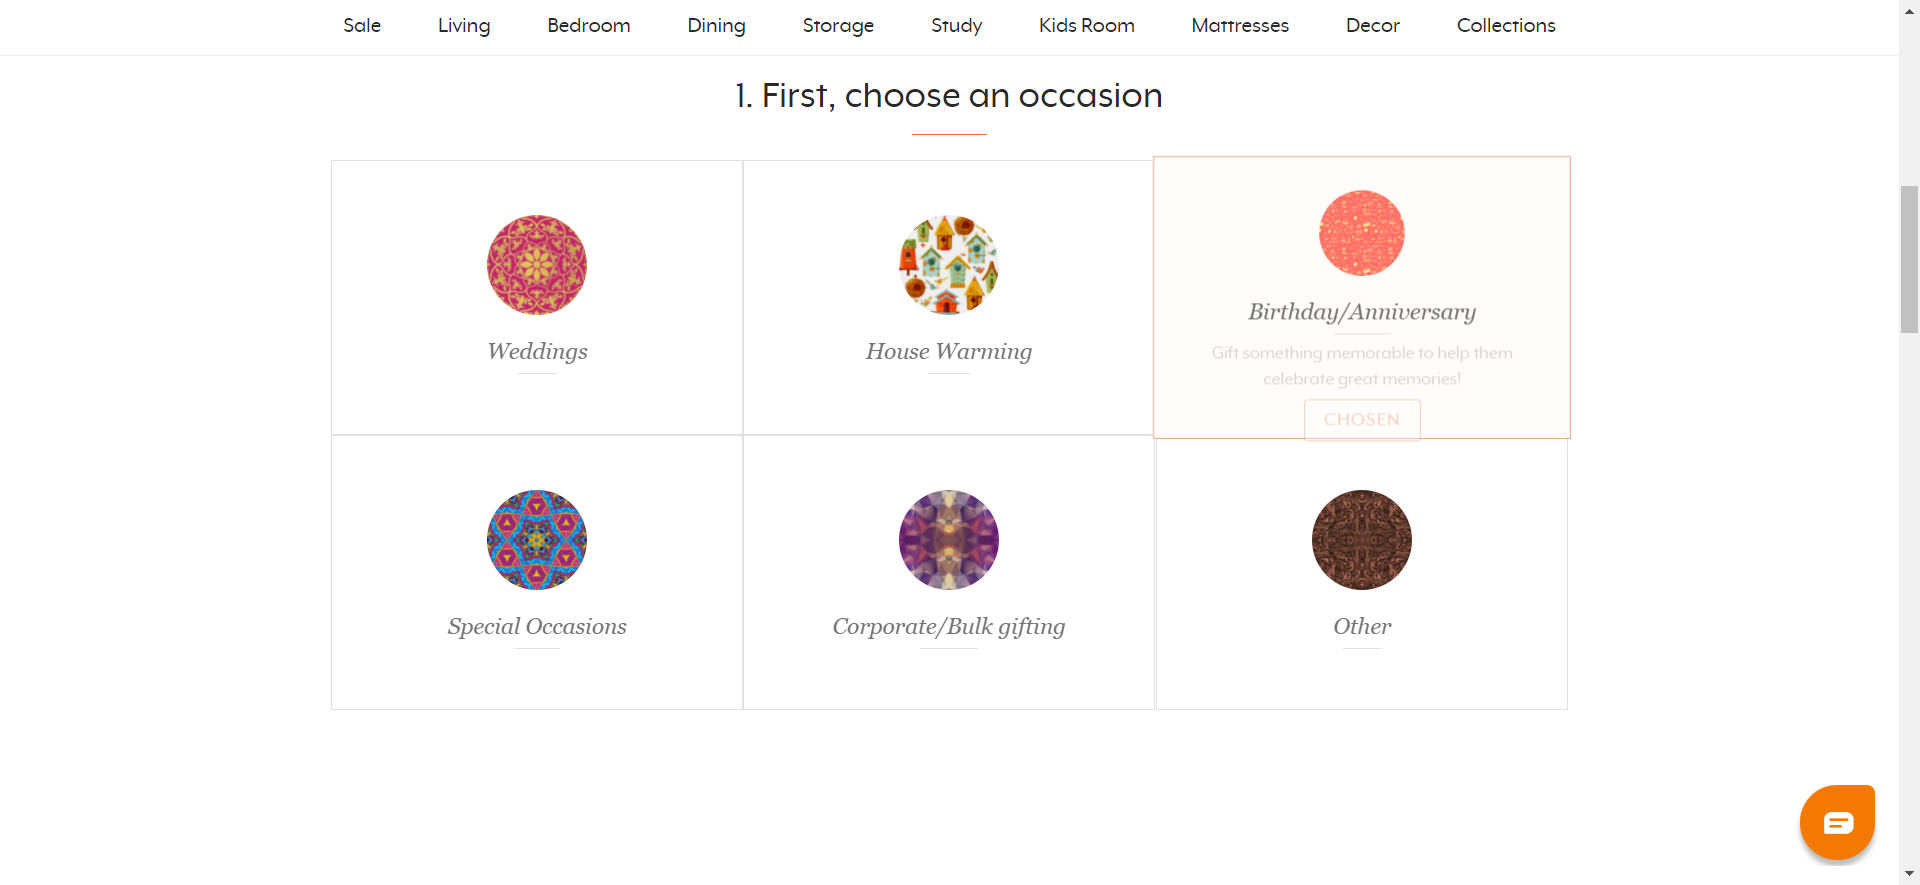 Sale Living Bedroom Dining Storage Study Kids Room Mattresses Decor Collections
1. First, choose an occasion
Weddings
House Warming
Birthday/Anniversary
Gift something memorable to help them
celebrate great memories!
CHOSEN
Special Occasions
Corporate/Bulk gifting
Other